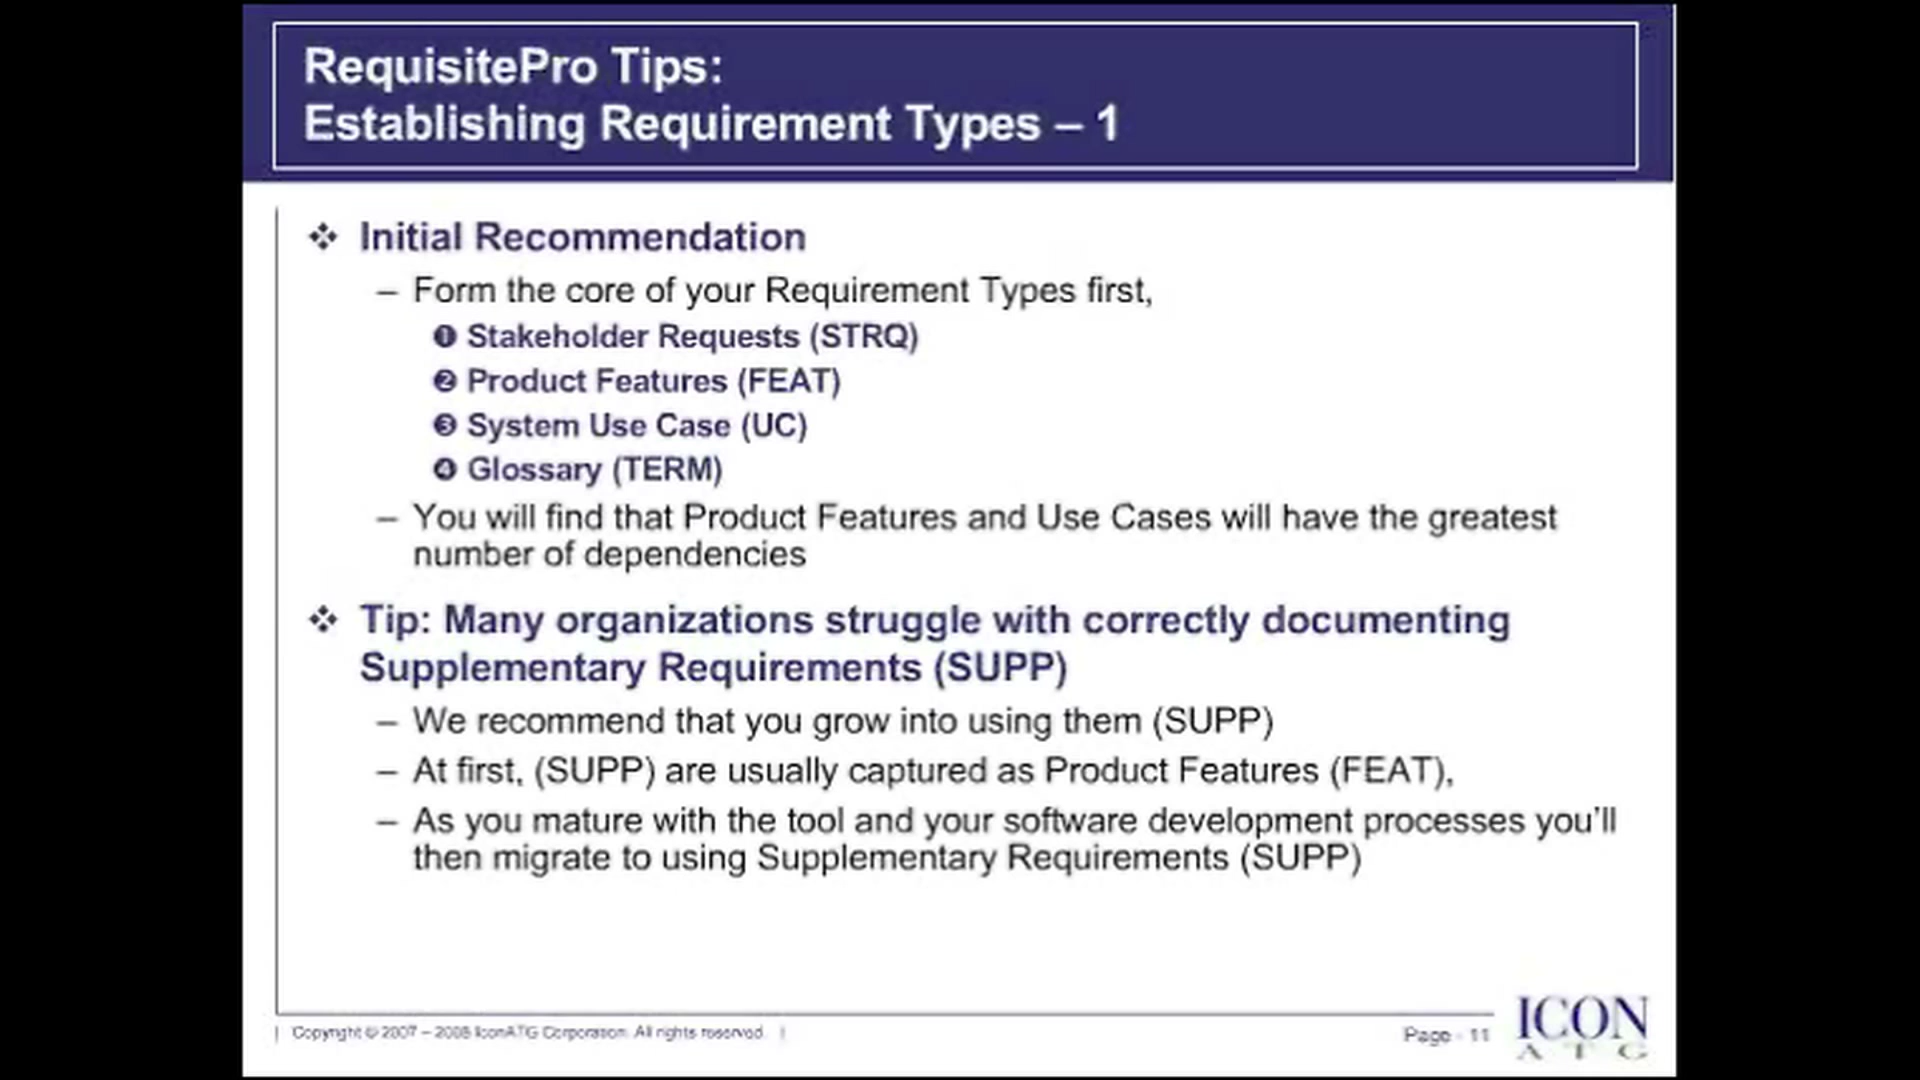 RequisitePro Tips:
Establishing Requirement Types – 1
❖ Initial Recommendation
– Form the core of your Requirement Types first,
❶ Stakeholder Requests (STRQ)
❷ Product Features (FEAT)
❸ System Use Case (UC)
❹ Glossary (TERM)
– You will find that Product Features and Use Cases will have the greatest
number of dependencies
❖ Tip: Many organizations struggle with correctly documenting
Supplementary Requirements (SUPP)
– We recommend that you grow into using them (SUPP)
– At first, (SUPP) are usually captured as Product Features (FEAT),
– As you mature with the tool and your software development processes you'll
then migrate to using Supplementary Requirements (SUPP)
| Copyright © 2007 – 2008 IconATG Corporation. All rights reserved. |
Page - 11
ICON
ATG